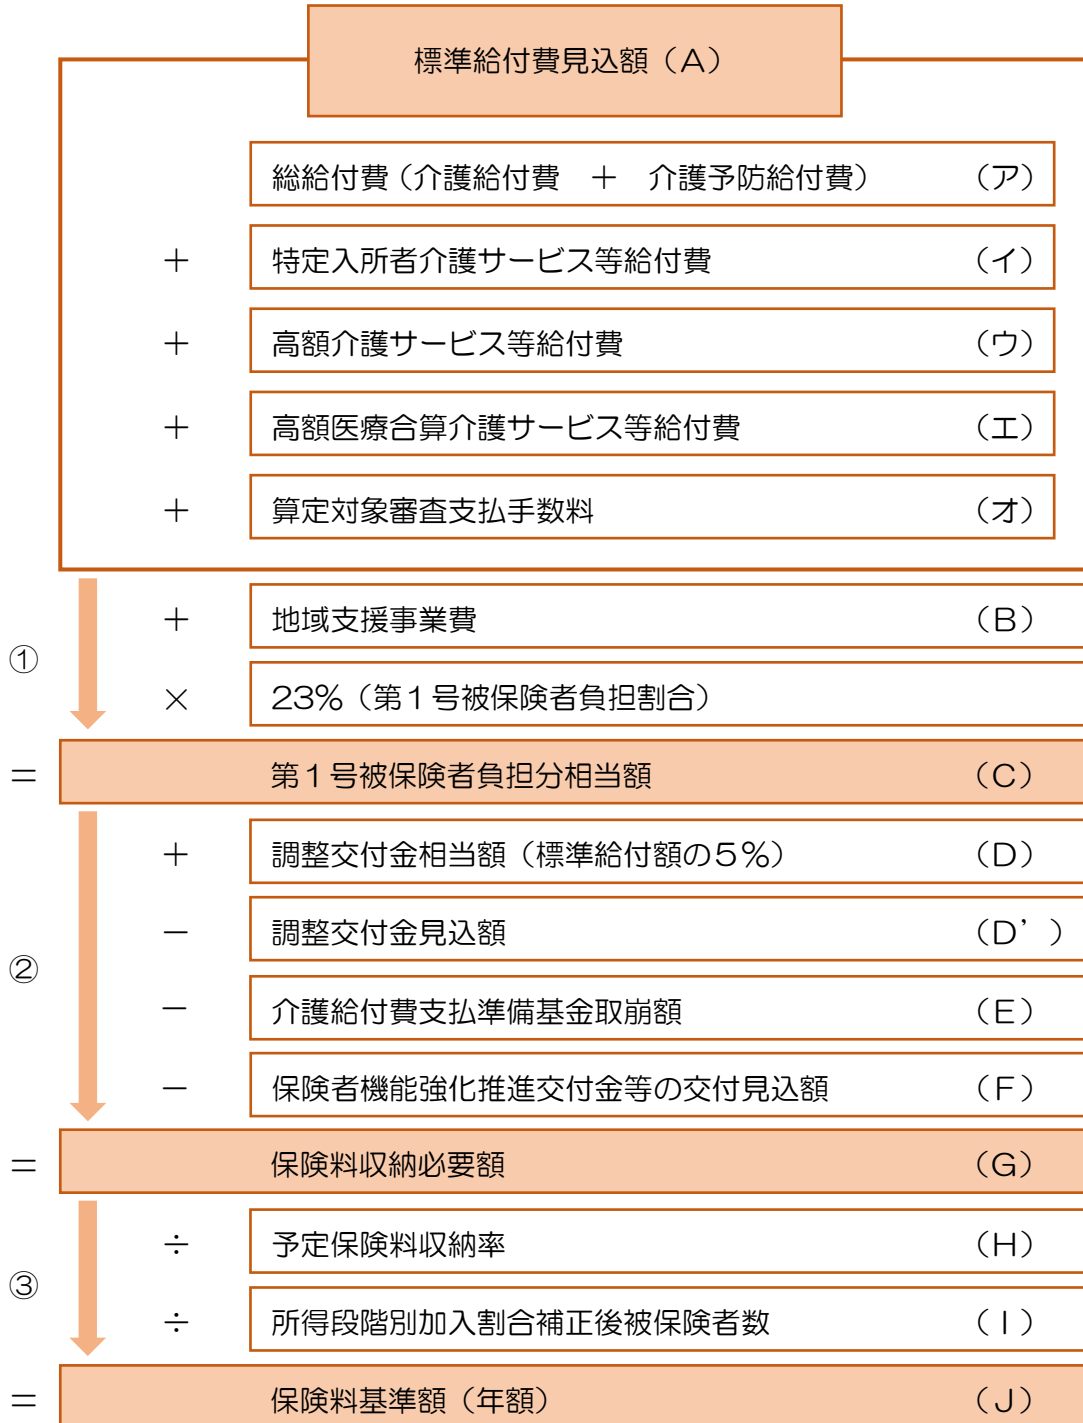 標準給付費見込額（A）
総給付費（介護給付費　＋　介護予防給付費）　（ア）
＋　特定入所者介護サービス等給付費　（イ）
＋　高額介護サービス等給付費　（ウ）
＋　高額医療合算介護サービス等給付費　（エ）
＋　算定対象審査支払手数料　（オ）
＋　地域支援事業費　（B）
①
×　23%（第１号被保険者負担割合）
＝　第１号被保険者負担分相当額　（C）
＋　調整交付金相当額（標準給付額の５%）　（D）
－　調整交付金見込額　（D’）
②
－　介護給付費支払準備基金取崩額　（E）
－　保険者機能強化推進交付金等の交付見込額　（F）
＝　保険料収納必要額　（G）
÷　予定保険料収納率　（H）
③
÷　所得段階別加入割合補正後被保険者数　（I）
＝　保険料基準額（年額）　（J）